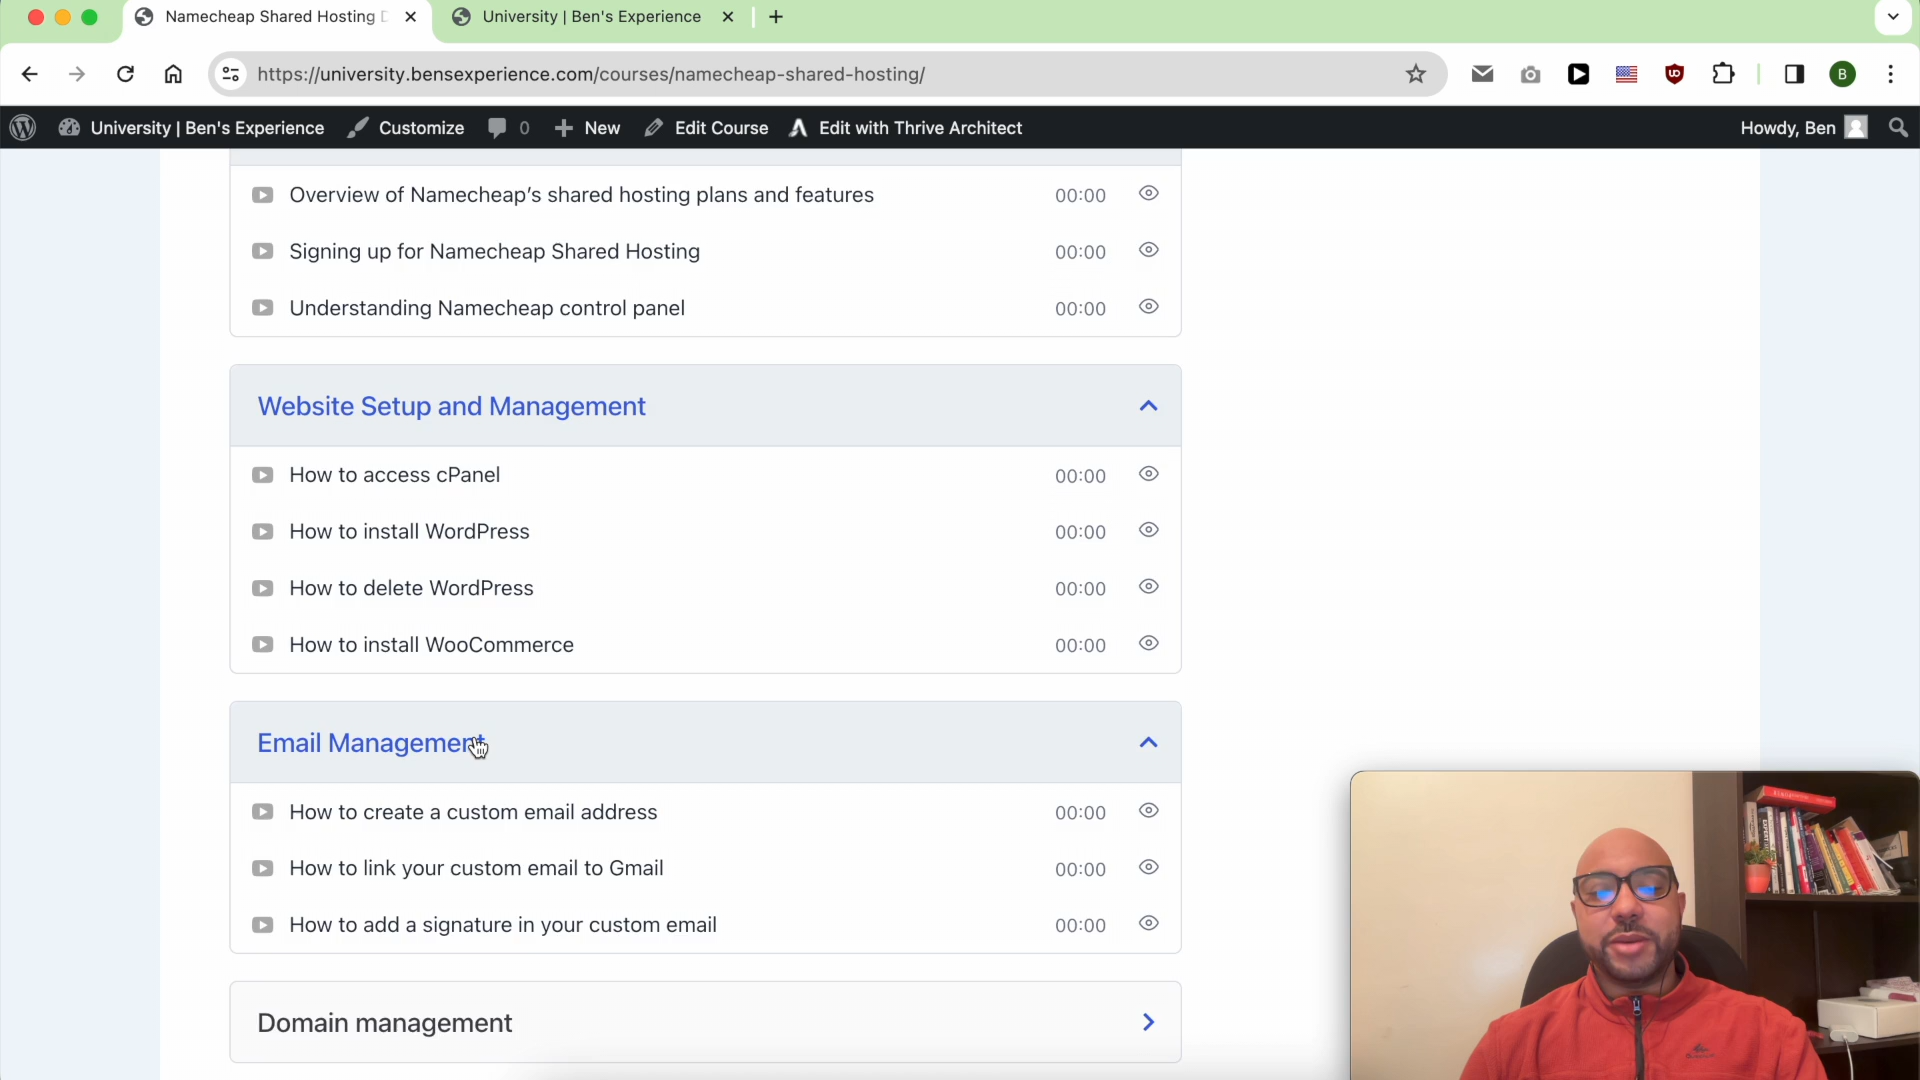 Namecheap Shared Hosting D
University | Ben's Experience
https://university.bensexperience.com/courses/namecheap-shared-hosting/
B
University | Ben's Experience
Customize
0
New
Edit Course
Edit with Thrive Architect
Howdy, Ben
Overview of Namecheap's shared hosting plans and features 00:00
Signing up for Namecheap Shared Hosting 00:00
Understanding Namecheap control panel 00:00
Website Setup and Management
How to access cPanel 00:00
How to install WordPress 00:00
How to delete WordPress 00:00
How to install WooCommerce 00:00
Email Management
How to create a custom email address 00:00
How to link your custom email to Gmail 00:00
How to add a signature in your custom email 00:00
Domain management